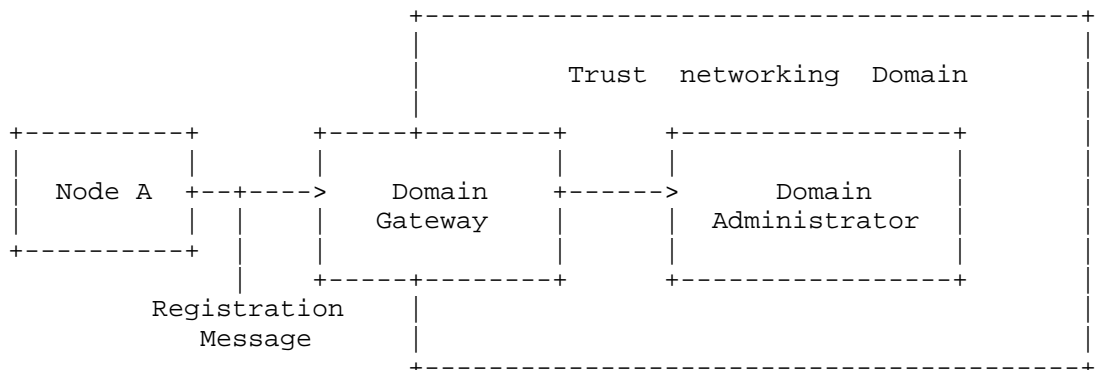 Trust networking Domain
Node A
Domain
Gateway
Domain
Administrator
Registration
Message